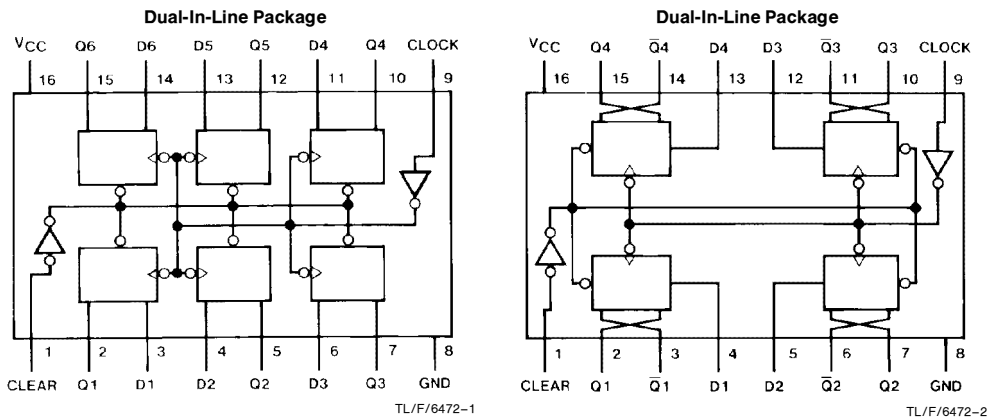 Dual-In-Line Package
VCC Q6 D6 D5 Q5 D4 Q4 CLOCK
16 15 14 13 12 11 10 9
1 2 3 4 5 6 7 8
CLEAR Q1 D1 D2 Q2 D3 Q3 GND
TL/F/6472–1
Dual-In-Line Package
VCC Q4 Q̅4 D4 D3 Q̅3 Q3 CLOCK
16 15 14 13 12 11 10 9
1 2 3 4 5 6 7 8
CLEAR Q1 Q̅1 D1 D2 Q̅2 Q2 GND
TL/F/6472–2